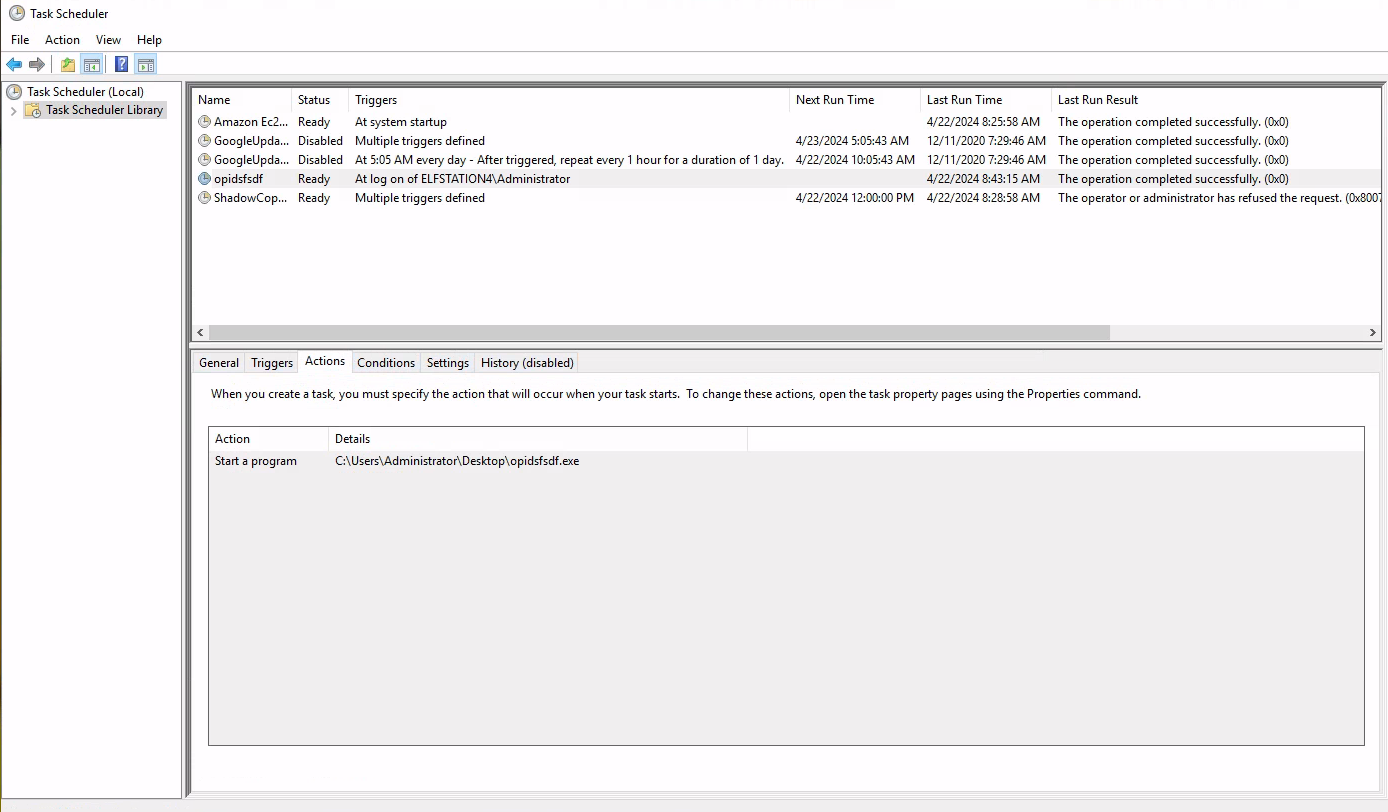 Task Scheduler
File Action View Help
Task Scheduler (Local)
Task Scheduler Library
Name Status Triggers Next Run Time Last Run Time Last Run Result
Amazon Ec2... Ready At system startup 4/22/2024 8:25:58 AM The operation completed successfully. (0x0)
GoogleUpda... Disabled Multiple triggers defined 4/23/2024 5:05:43 AM 12/11/2020 7:29:46 AM The operation completed successfully. (0x0)
GoogleUpda... Disabled At 5:05 AM every day - After triggered, repeat every 1 hour for a duration of 1 day. 4/22/2024 10:05:43 AM 12/11/2020 7:29:46 AM The operation completed successfully. (0x0)
opidsfsdf Ready At log on of ELFSTATION4\Administrator 4/22/2024 8:43:15 AM The operation completed successfully. (0x0)
ShadowCop... Ready Multiple triggers defined 4/22/2024 12:00:00 PM 4/22/2024 8:28:58 AM The operator or administrator has refused the request. (0x8007
General Triggers Actions Conditions Settings History (disabled)
When you create a task, you must specify the action that will occur when your task starts. To change these actions, open the task property pages using the Properties command.
Action Details
Start a program C:\Users\Administrator\Desktop\opidsfsdf.exe